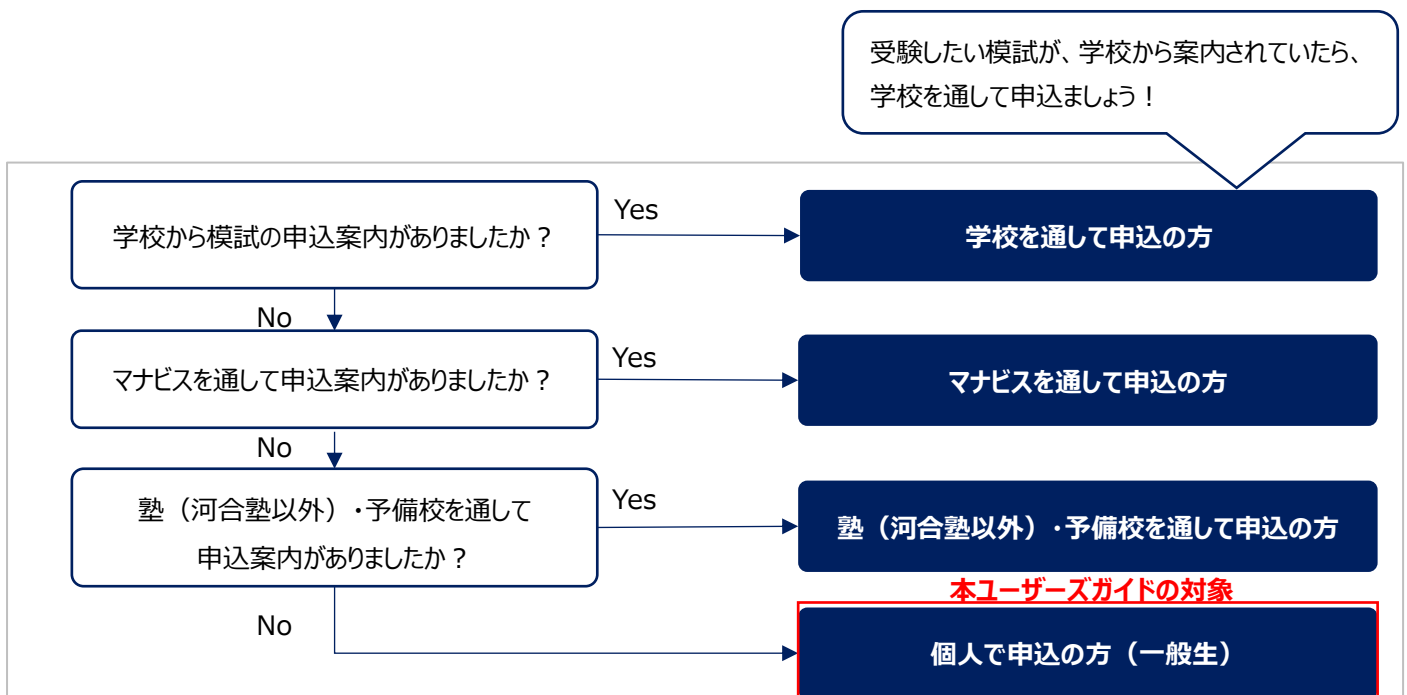 受験したい模試が、学校から案内されていたら、
学校を通して申込ましょう！
学校から模試の申込案内がありましたか？
Yes
学校を通して申込の方
No
マナビスを通して申込案内がありましたか？
Yes
マナビスを通して申込の方
No
塾（河合塾以外）・予備校を通して
申込案内がありましたか？
Yes
塾（河合塾以外）・予備校を通して申込の方
本ユーザーズガイドの対象
No
個人で申込の方（一般生）